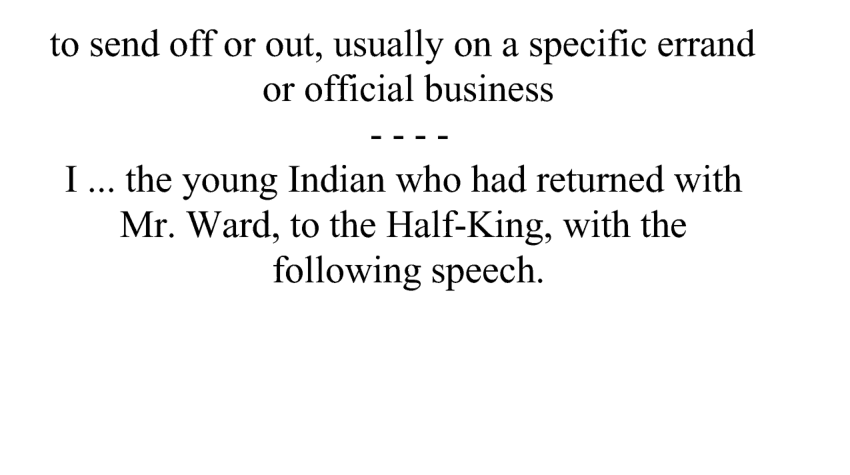 to send off or out, usually on a specific errand
or official business
- - - -
I ... the young Indian who had returned with
Mr. Ward, to the Half-King, with the
following speech.